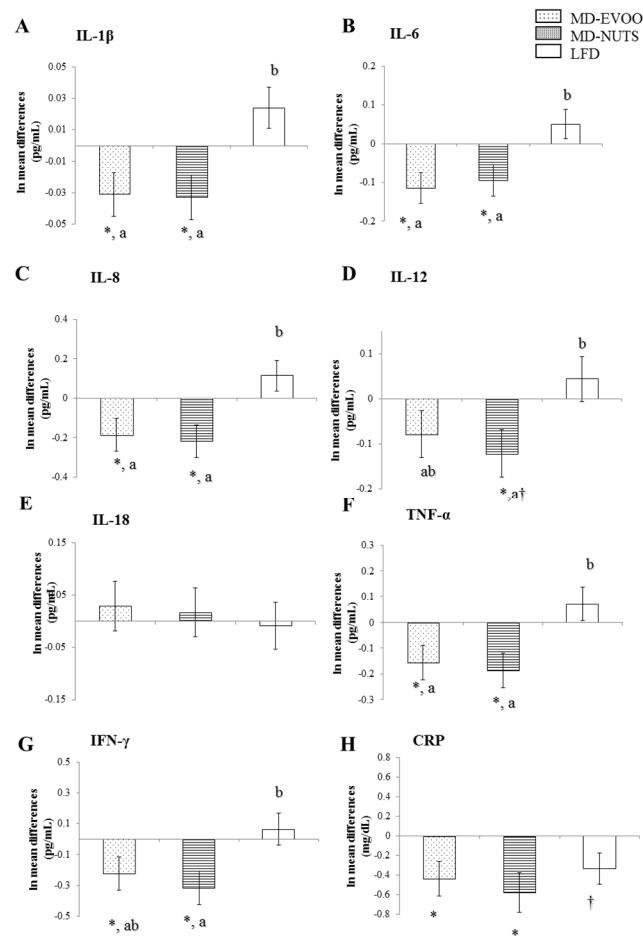 MD-EVOO
MD-NUTS
LFD
A
IL-1β
ln mean differences
(pg/mL)
0.05
0.03
0.01
-0.01
-0.03
-0.05
*, a
*, a
b
B
IL-6
ln mean differences
(pg/mL)
0.2
0.1
0
-0.1
-0.2
*, a
*, a
b
C
IL-8
ln mean differences
(pg/mL)
0.4
0.2
0
-0.2
-0.4
*, a
*, a
b
D
IL-12
ln mean differences
(pg/mL)
0.1
0
-0.1
-0.2
ab
*,a†
b
E
IL-18
ln mean differences
(pg/mL)
0.15
0.05
-0.05
-0.15
F
TNF-α
ln mean differences
(pg/mL)
0.3
0.2
0.1
0
-0.1
-0.2
-0.3
*, a
*, a
b
G
IFN-γ
ln mean differences
(pg/mL)
0.5
0.3
0.1
-0.1
-0.3
-0.5
*, ab
*, a
b
H
CRP
ln mean differences
(mg/dL)
0.8
0.6
0.4
0.2
0
-0.2
-0.4
-0.6
-0.8
*
*
†